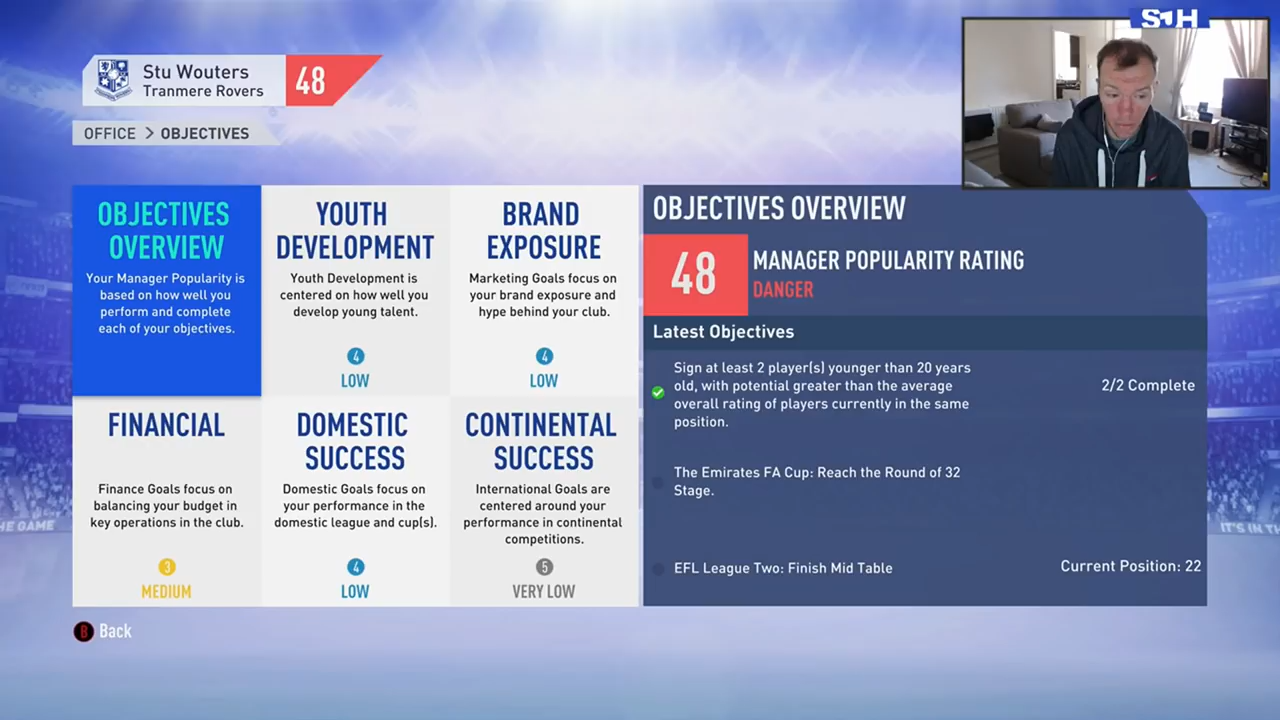 S1H
Stu Wouters
Tranmere Rovers
48
OFFICE > OBJECTIVES
OBJECTIVES
OVERVIEW
Your Manager Popularity is
based on how well you
perform and complete
each of your objectives.
YOUTH
DEVELOPMENT
Youth Development is
centered on how well you
develop young talent.
4
LOW
BRAND
EXPOSURE
Marketing Goals focus on
your brand exposure and
hype behind your club.
4
LOW
FINANCIAL
Finance Goals focus on
balancing your budget in
key operations in the club.
3
MEDIUM
DOMESTIC
SUCCESS
Domestic Goals focus on
your performance in the
domestic league and cup(s).
4
LOW
CONTINENTAL
SUCCESS
International Goals are
centered around your
performance in continental
competitions.
5
VERY LOW
OBJECTIVES OVERVIEW
48
MANAGER POPULARITY RATING
DANGER
Latest Objectives
Sign at least 2 player(s) younger than 20 years
old, with potential greater than the average
overall rating of players currently in the same
position.
2/2 Complete
The Emirates FA Cup: Reach the Round of 32
Stage.
EFL League Two: Finish Mid Table
Current Position: 22
HE GAME
IT'S IN TH
B Back